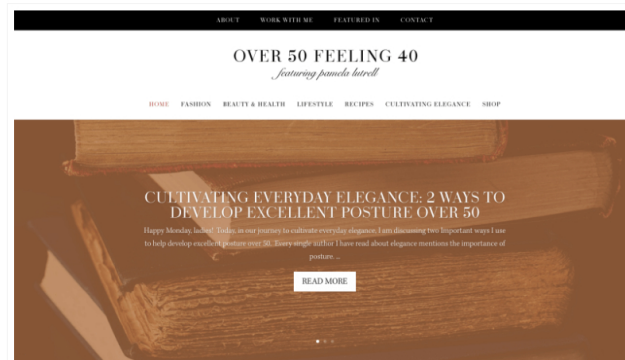 ABOUT WORK WITH ME FEATURED IN CONTACT
OVER 50 FEELING 40
featuring pamela lutrell
HOME FASHION BEAUTY & HEALTH LIFESTYLE RECIPES CULTIVATING ELEGANCE SHOP
CULTIVATING EVERYDAY ELEGANCE: 2 WAYS TO
DEVELOP EXCELLENT POSTURE OVER 50
Happy Monday, ladies! Today, in our journey to cultivate everyday elegance, I am discussing two important ways I use
to help develop excellent posture over 50. Every single author I have read about elegance mentions the importance of
posture. ...
READ MORE